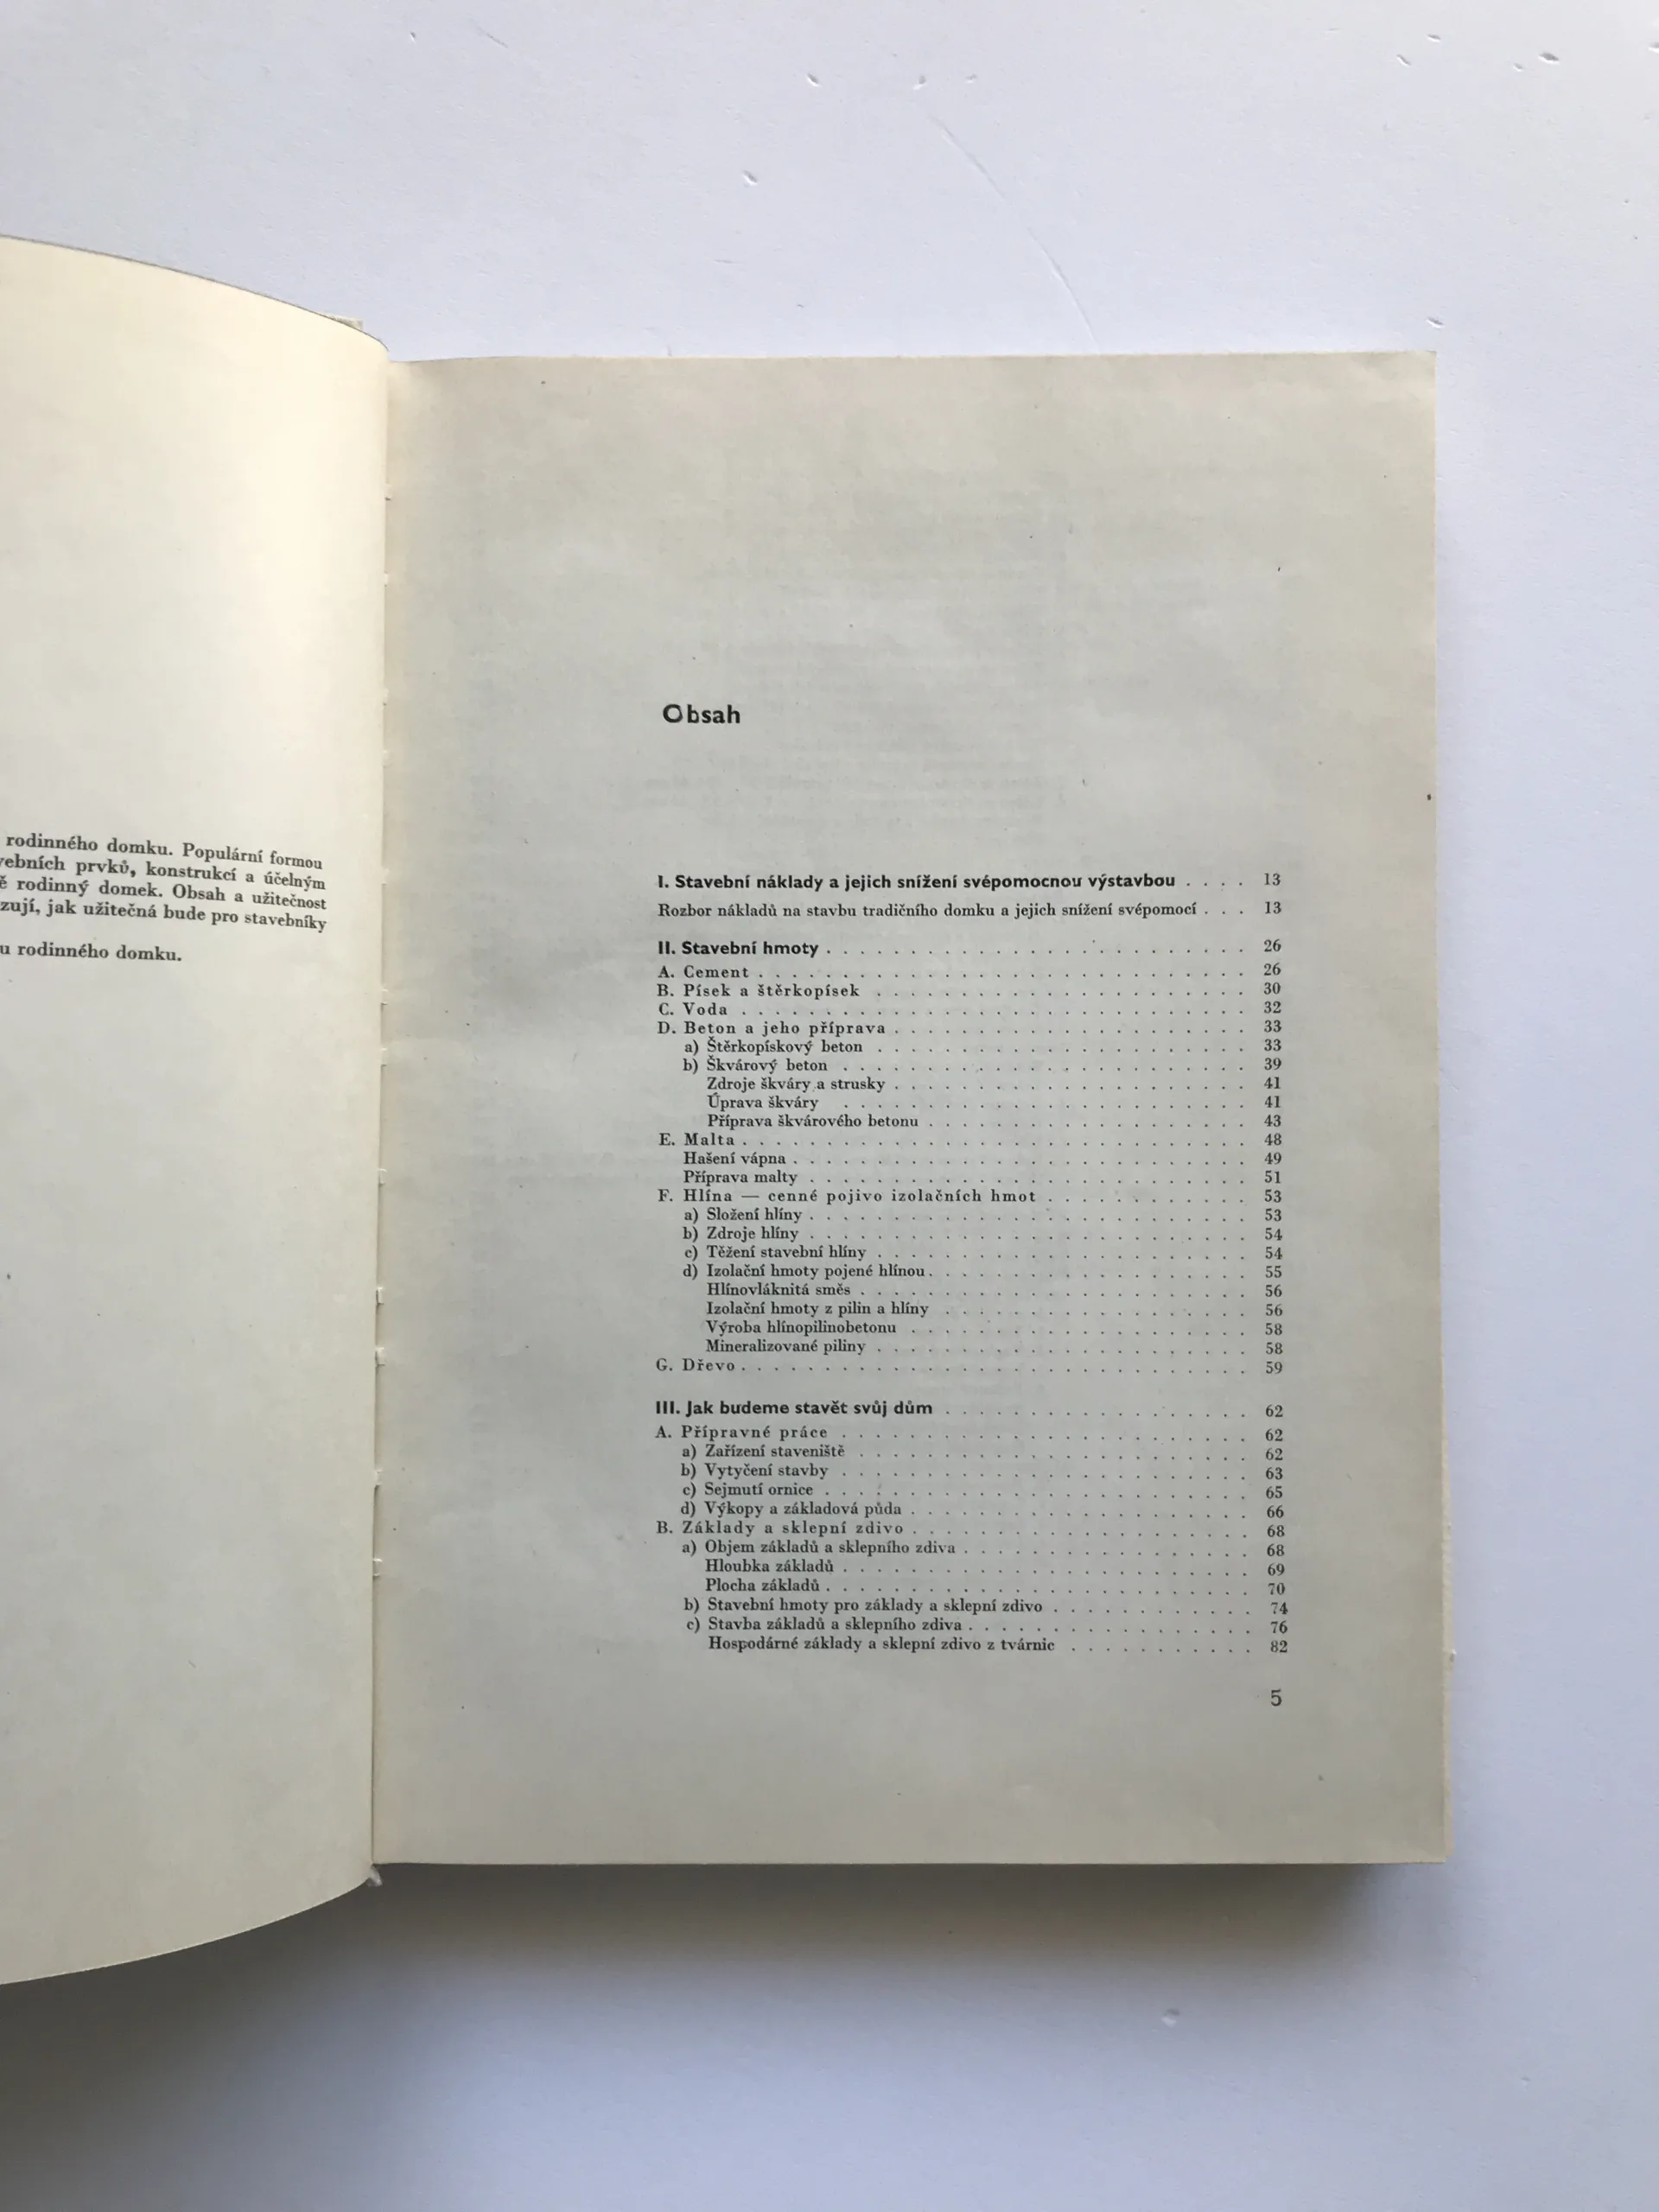 rodinného domku. Populární formou
ebních prvků, konstrukcí a účelným
ě rodinný domek. Obsah a užitečnost
zují, jak užitečná bude pro stavebníky
u rodinného domku.
Obsah
I. Stavební náklady a jejich snížení svépomocnou výstavbou . . . . 13
Rozbor nákladů na stavbu tradičního domku a jejich snížení svépomocí . . . 13
II. Stavební hmoty . . . . . . . . . . . . . . . . . . . . . . . . . 26
A. Cement . . . . . . . . . . . . . . . . . . . . . . . . . . . . . 26
B. Písek a štěrkopísek . . . . . . . . . . . . . . . . . . . . . . 30
C. Voda . . . . . . . . . . . . . . . . . . . . . . . . . . . . . . 32
D. Beton a jeho příprava . . . . . . . . . . . . . . . . . . . . . 33
a) Štěrkopískový beton . . . . . . . . . . . . . . . . . . . . . . 33
b) Škvárový beton . . . . . . . . . . . . . . . . . . . . . . . . 39
Zdroje škváry a strusky . . . . . . . . . . . . . . . . . . . . . 41
Úprava škváry . . . . . . . . . . . . . . . . . . . . . . . . 41
Příprava škvárového betonu . . . . . . . . . . . . . . . . . . . 43
E. Malta . . . . . . . . . . . . . . . . . . . . . . . . . . . . . . 48
Hašení vápna . . . . . . . . . . . . . . . . . . . . . . . . . . . 49
Příprava malty . . . . . . . . . . . . . . . . . . . . . . . . . . 51
F. Hlína — cenné pojivo izolačních hmot . . . . . . . . . . . . 53
a) Složení hlíny . . . . . . . . . . . . . . . . . . . . . . . . . . 53
b) Zdroje hlíny . . . . . . . . . . . . . . . . . . . . . . . . . . 54
c) Těžení stavební hlíny . . . . . . . . . . . . . . . . . . . . . . 54
d) Izolační hmoty pojené hlínou . . . . . . . . . . . . . . . . . . . 55
Hlínovláknitá směs . . . . . . . . . . . . . . . . . . . . . . . 56
Izolační hmoty z pilin a hlíny . . . . . . . . . . . . . . . . . . 56
Výroba hlínopilinobetonu . . . . . . . . . . . . . . . . . . . . 58
Mineralizované piliny . . . . . . . . . . . . . . . . . . . . . . 58
G. Dřevo . . . . . . . . . . . . . . . . . . . . . . . . . . . . . . 59
III. Jak budeme stavět svůj dům . . . . . . . . . . . . . . . . . . 62
A. Přípravné práce . . . . . . . . . . . . . . . . . . . . . . . . 62
a) Zařízení staveniště . . . . . . . . . . . . . . . . . . . . . . . 62
b) Vytyčení stavby . . . . . . . . . . . . . . . . . . . . . . . . 63
c) Sejmutí ornice . . . . . . . . . . . . . . . . . . . . . . . . . 65
d) Výkopy a základová půda . . . . . . . . . . . . . . . . . . . . 66
B. Základy a sklepní zdivo . . . . . . . . . . . . . . . . . . . . 68
a) Objem základů a sklepního zdiva . . . . . . . . . . . . . . . . . 68
Hloubka základů . . . . . . . . . . . . . . . . . . . . . . . . 69
Plocha základů . . . . . . . . . . . . . . . . . . . . . . . . . 70
b) Stavební hmoty pro základy a sklepní zdivo . . . . . . . . . . . . 74
c) Stavba základů a sklepního zdiva . . . . . . . . . . . . . . . . . 76
Hospodárné základy a sklepní zdivo z tvárnic . . . . . . . . . . . 82
5